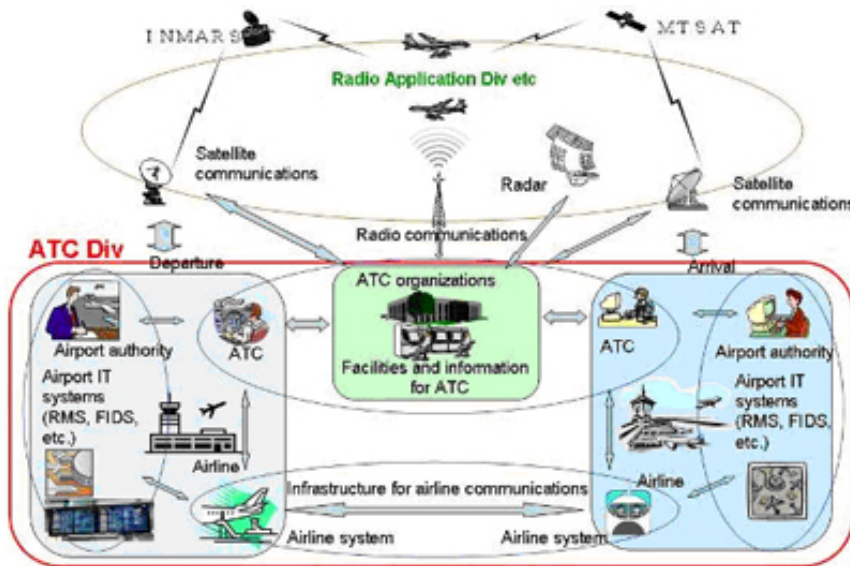 INMARS
MTSAT
Radio Application Div etc
Satellite
communications
Radar
Satellite
communications
Radio communications
ATC Div
Departure
Arrival
ATC organizations
Airport authority
ATC
Facilities and information
for ATC
ATC
Airport authority
Airport IT
systems
(RMS, FIDS,
etc.)
Airport IT
systems
(RMS, FIDS,
etc.)
Airline
Infrastructure for airline communications
Airline
Airline system
Airline system